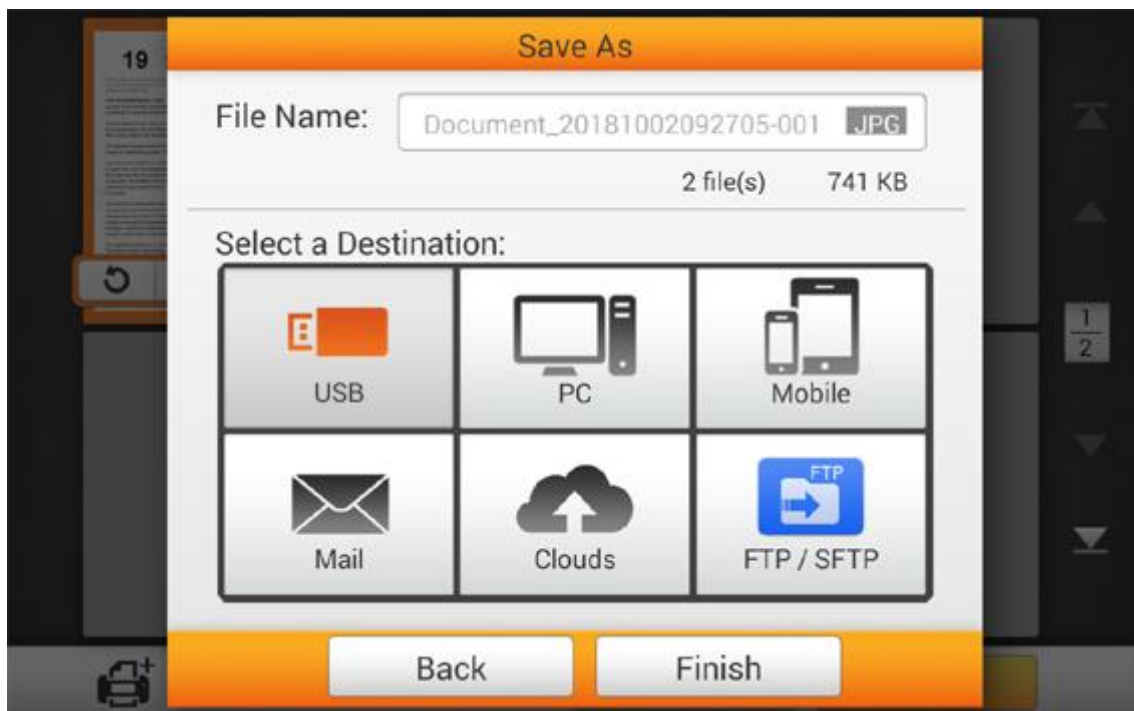 19
Save As
File Name: Document_20181002092705-001 JPG
2 file(s) 741 KB
Select a Destination:
USB PC Mobile
1
2
FTP
Mail Clouds FTP / SFTP
Back Finish